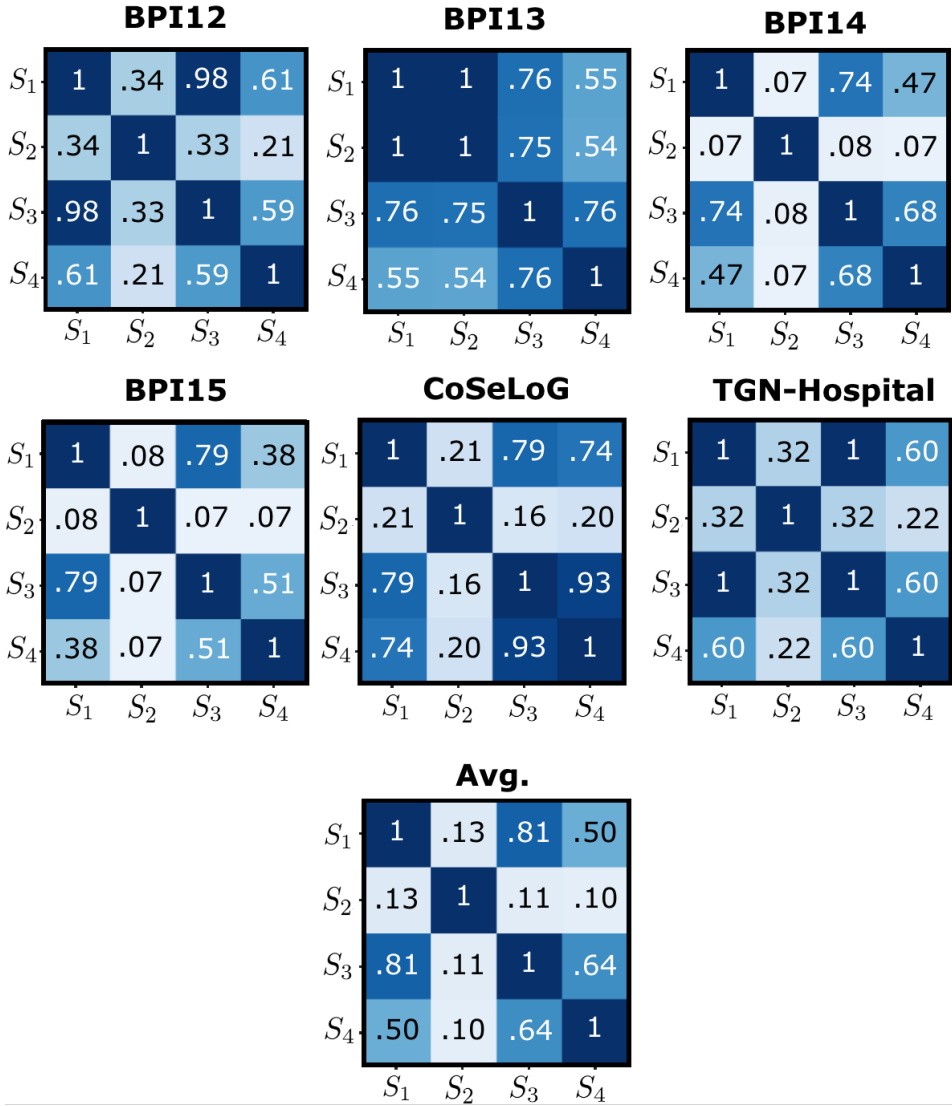 BPI12 BPI13 BPI14
S1 1 .34 .98 .61 S1 1 1 .76 .55 S1 1 .07 .74 .47
S2 .34 1 .33 .21 S2 1 1 .75 .54 S2 .07 1 .08 .07
S3 .98 .33 1 .59 S3 .76 .75 1 .76 S3 .74 .08 1 .68
S4 .61 .21 .59 1 S4 .55 .54 .76 1 S4 .47 .07 .68 1
S1 S2 S3 S4 S1 S2 S3 S4 S1 S2 S3 S4
BPI15 CoSeLoG TGN-Hospital
S1 1 .08 .79 .38 S1 1 .21 .79 .74 S1 1 .32 1 .60
S2 .08 1 .07 .07 S2 .21 1 .16 .20 S2 .32 1 .32 .22
S3 .79 .07 1 .51 S3 .79 .16 1 .93 S3 1 .32 1 .60
S4 .38 .07 .51 1 S4 .74 .20 .93 1 S4 .60 .22 .60 1
S1 S2 S3 S4 S1 S2 S3 S4 S1 S2 S3 S4
Avg.
S1 1 .13 .81 .50
S2 .13 1 .11 .10
S3 .81 .11 1 .64
S4 .50 .10 .64 1
S1 S2 S3 S4